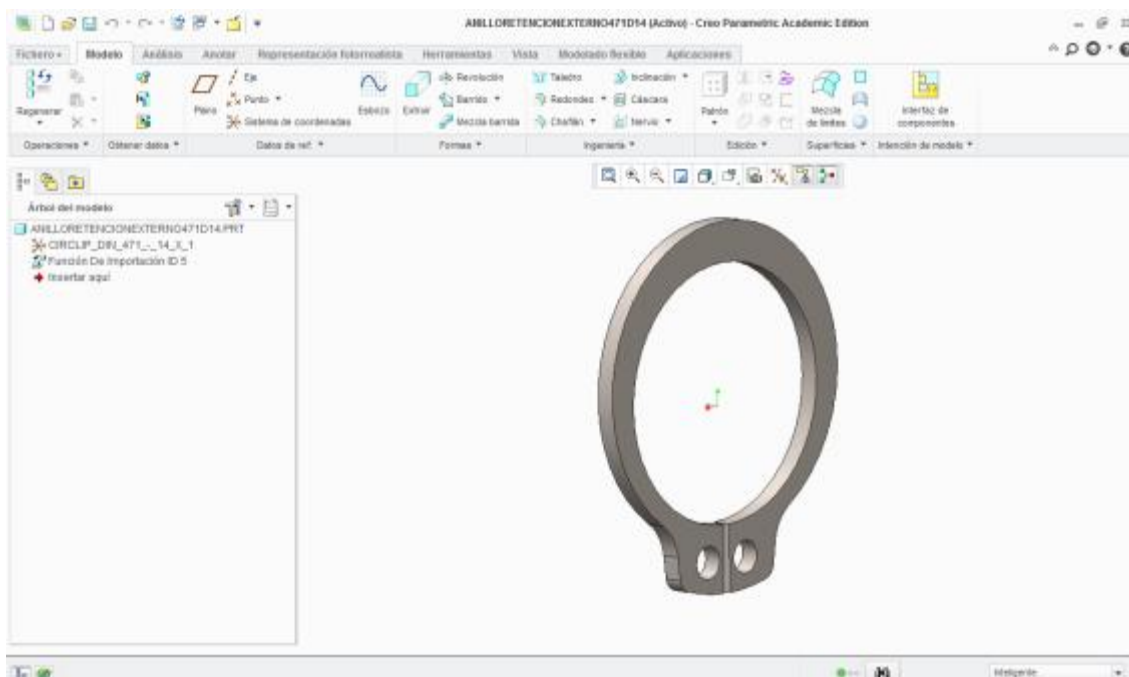 ANILLORETENCIONEXTERNO471D14 (Activo) - Creo Parametric Academic Edition
Fichero Modelo Análisis Anotar Representación fotorrealista Herramientas Vista Modelado flexible Aplicaciones
Regenerar
Plano
Eje
Punto
Sistema de coordenadas
Esbozo
Extruir
Revolución
Barrido
Mezcla barrida
Taladro
Redondeo
Chaflán
Inclinación
Cáscara
Nervio
Patrón
Mezcla de lados
Interfaz de componentes
Operaciones Obtener datos Datos de ref. Formas Ingeniería Edición Superficies Intención de modelo
Árbol del modelo
ANILLORETENCIONEXTERNO471D14.PRT
CIRCLIP_DIN_471_-_14_X_1
Función De Importación ID 5
Insertar aquí
Inteligente